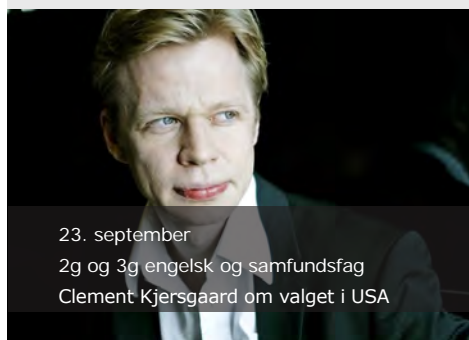 23. september
2g og 3g engelsk og samfundsfag
Clement Kjersgaard om valget i USA